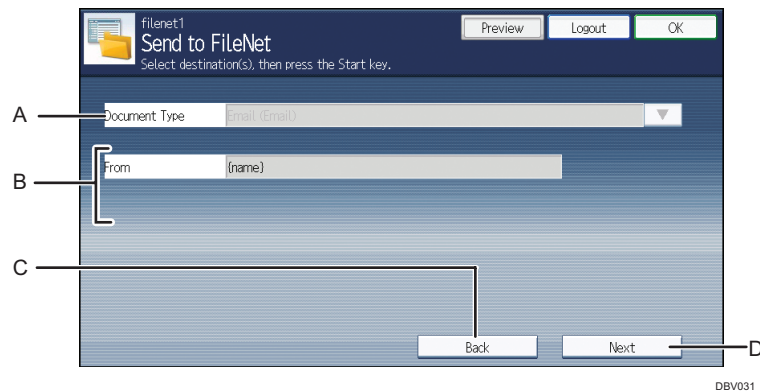 filenet1
Send to FileNet
Select destination(s), then press the Start key.
Preview
Logout
OK
A
Document Type
Email (Email)
▼
B
From
{name}
C
Back
Next
D
DBV031